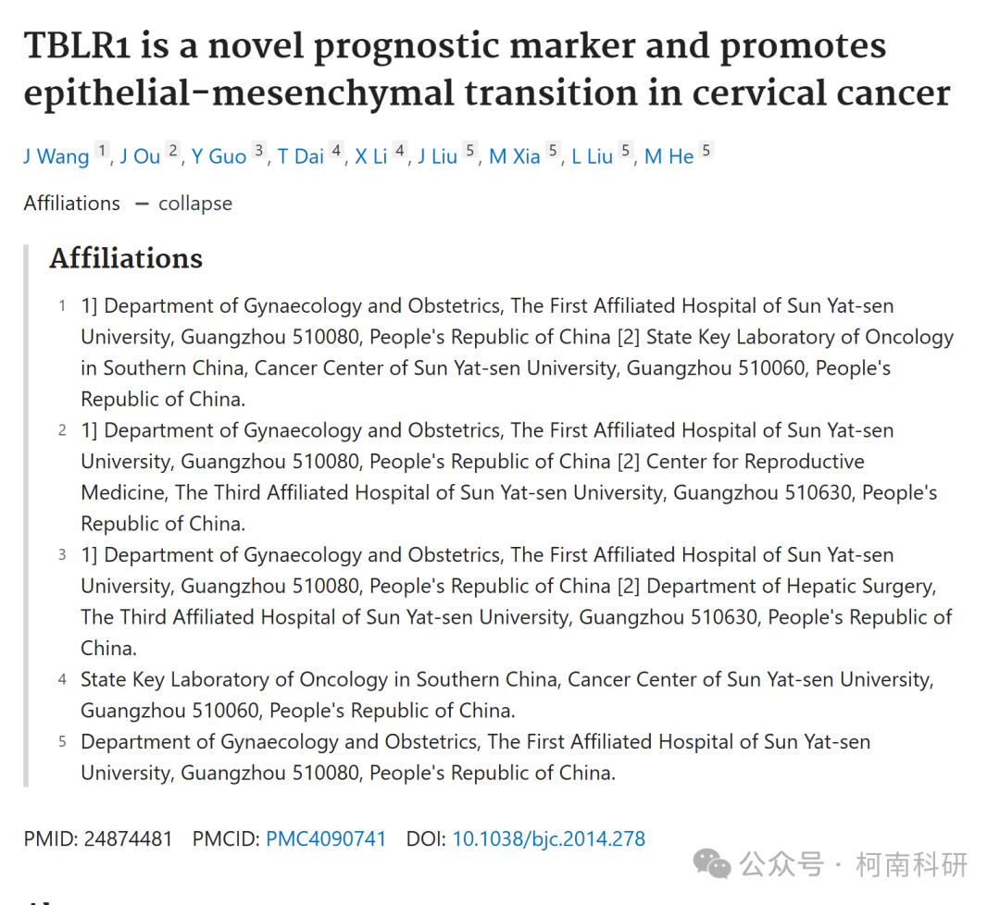 TBLR1 is a novel prognostic marker and promotes
epithelial-mesenchymal transition in cervical cancer
J Wang 1, J Ou 2, Y Guo 3, T Dai 4, X Li 4, J Liu 5, M Xia 5, L Liu 5, M He 5
Affiliations — collapse
Affiliations
1 1] Department of Gynaecology and Obstetrics, The First Affiliated Hospital of Sun Yat-sen
University, Guangzhou 510080, People's Republic of China [2] State Key Laboratory of Oncology
in Southern China, Cancer Center of Sun Yat-sen University, Guangzhou 510060, People's
Republic of China.
2 1] Department of Gynaecology and Obstetrics, The First Affiliated Hospital of Sun Yat-sen
University, Guangzhou 510080, People's Republic of China [2] Center for Reproductive
Medicine, The Third Affiliated Hospital of Sun Yat-sen University, Guangzhou 510630, People's
Republic of China.
3 1] Department of Gynaecology and Obstetrics, The First Affiliated Hospital of Sun Yat-sen
University, Guangzhou 510080, People's Republic of China [2] Department of Hepatic Surgery,
The Third Affiliated Hospital of Sun Yat-sen University, Guangzhou 510630, People's Republic of
China.
4 State Key Laboratory of Oncology in Southern China, Cancer Center of Sun Yat-sen University,
Guangzhou 510060, People's Republic of China.
5 Department of Gynaecology and Obstetrics, The First Affiliated Hospital of Sun Yat-sen
University, Guangzhou 510080, People's Republic of China.
PMID: 24874481 PMCID: PMC4090741 DOI: 10.1038/bjc.2014.278
公众号 · 柯南科研